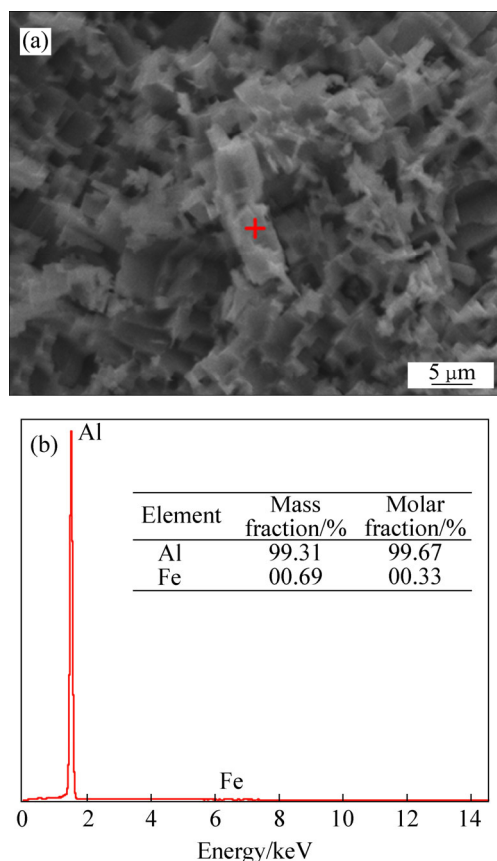 (a)
5 μm
(b)
Al
Element Mass fraction/% Molar fraction/%
Al 99.31 99.67
Fe 00.69 00.33
Fe
0 2 4 6 8 10 12 14
Energy/keV